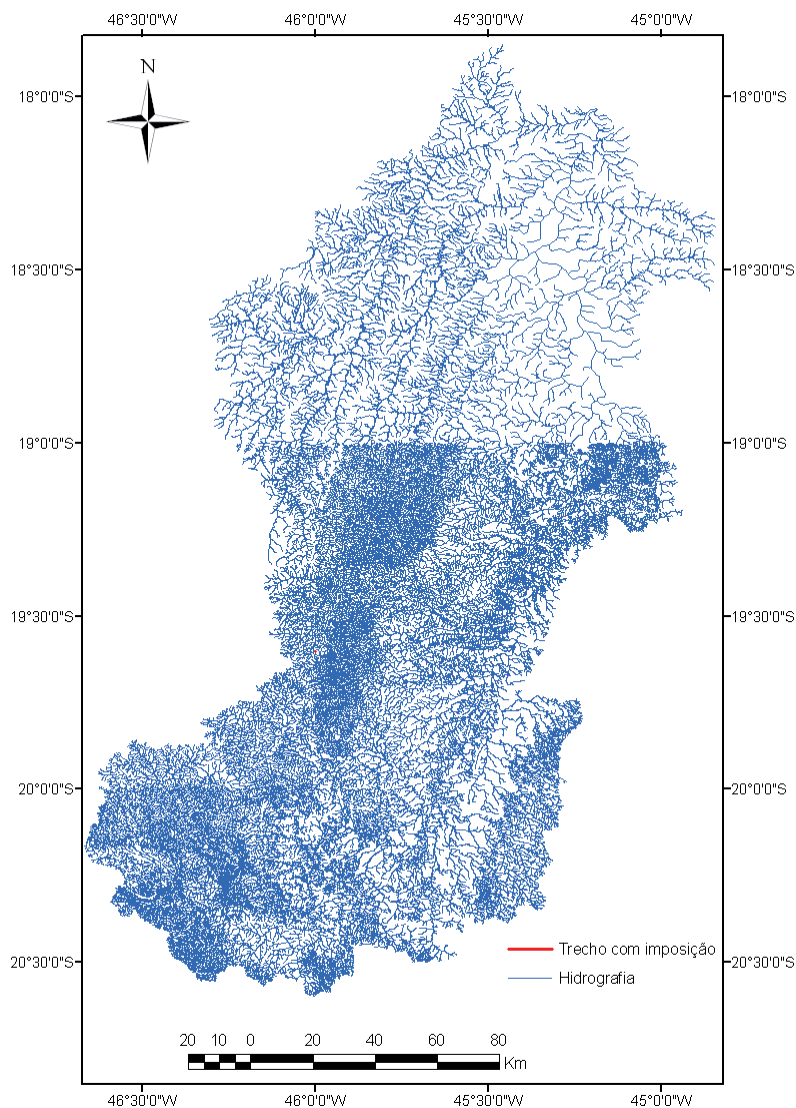 46°30'0"W 46°0'0"W 45°30'0"W 45°0'0"W
N
18°0'0"S 18°0'0"S
18°30'0"S 18°30'0"S
19°0'0"S 19°0'0"S
19°30'0"S 19°30'0"S
20°0'0"S 20°0'0"S
Trecho com imposição
20°30'0"S 20°30'0"S
Hidrografia
20 10 0 20 40 60 80
Km
46°30'0"W 46°0'0"W 45°30'0"W 45°0'0"W